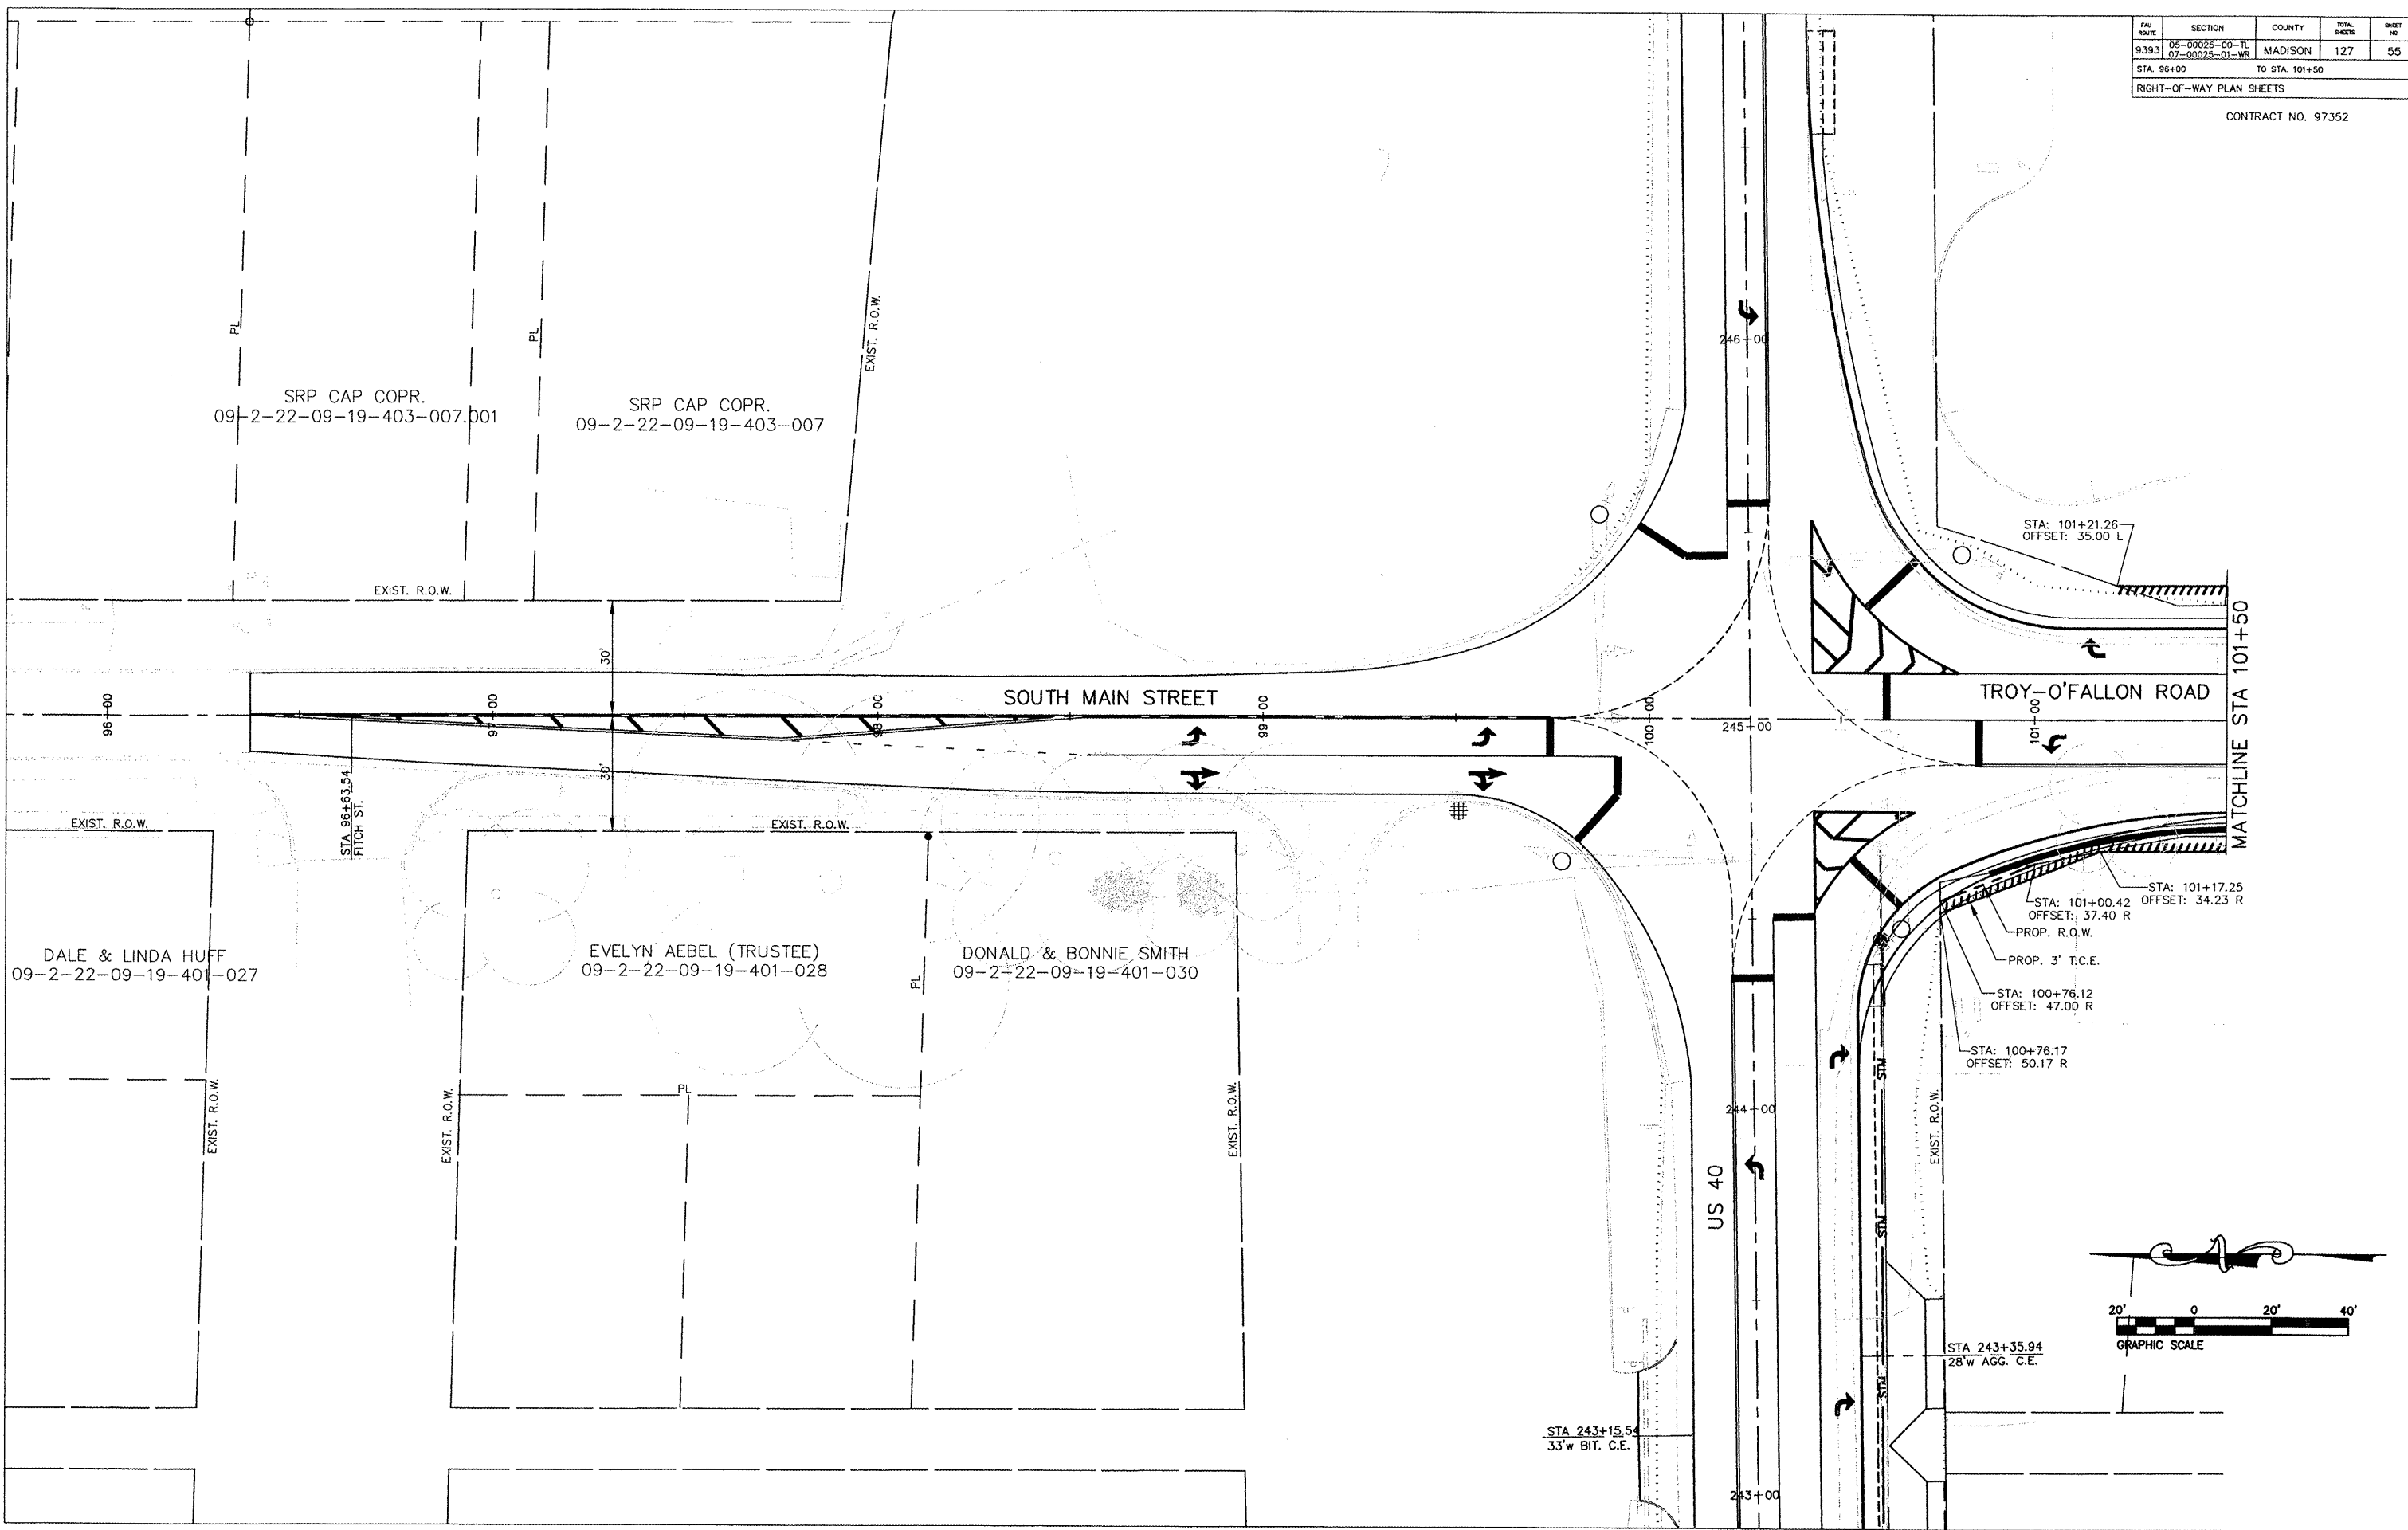 FAU ROUTE SECTION COUNTY TOTAL SHEETS SHEET NO
9393 05-00025-00-TL 07-00025-01-WR MADISON 127 55
STA. 96+00 TO STA. 101+50
RIGHT-OF-WAY PLAN SHEETS
CONTRACT NO. 97352
PL
PL
EXIST. R.O.W.
246+00
SRP CAP COPR.
09-2-22-09-19-403-007.001
SRP CAP COPR.
09-2-22-09-19-403-007
STA: 101+21.26
OFFSET: 35.00 L
EXIST. R.O.W.
30'
SOUTH MAIN STREET
TROY-O'FALLON ROAD
MATCHLINE STA 101+50
96+00
97+00
98+00
99+00
100+00
245+00
101+00
30'
STA 96+63.54
FITCH ST.
EXIST. R.O.W.
EXIST. R.O.W.
STA: 101+17.25
OFFSET: 34.23 R
STA: 101+00.42
OFFSET: 37.40 R
PROP. R.O.W.
PROP. 3' T.C.E.
STA: 100+76.12
OFFSET: 47.00 R
STA: 100+76.17
OFFSET: 50.17 R
DALE & LINDA HUFF
09-2-22-09-19-401-027
EVELYN AEBEL (TRUSTEE)
09-2-22-09-19-401-028
DONALD & BONNIE SMITH
09-2-22-09-19-401-030
PL
PL
EXIST. R.O.W.
EXIST. R.O.W.
EXIST. R.O.W.
EXIST. R.O.W.
STM
STM
STM
244+00
US 40
20' 0 20' 40'
GRAPHIC SCALE
STA 243+35.94
28'w AGG. C.E.
STA 243+15.54
33'w BIT. C.E.
243+00